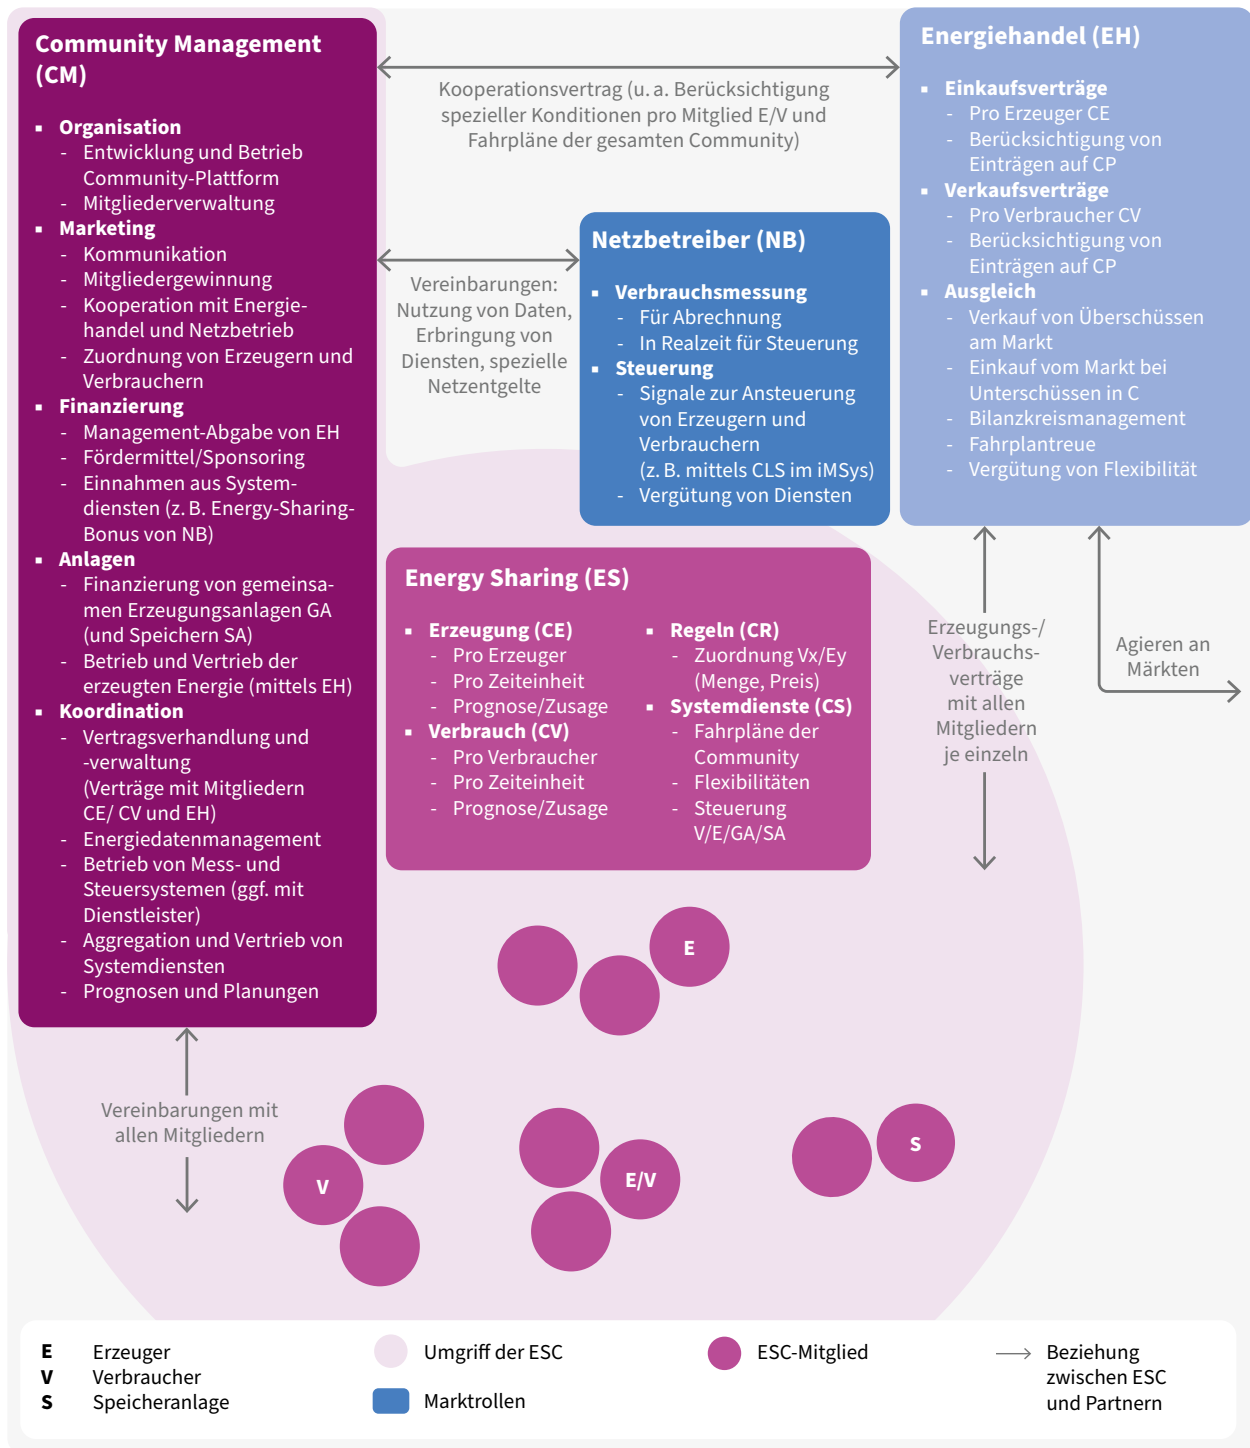 Community Management
(CM)
▪ Organisation
- Entwicklung und Betrieb
Community-Plattform
- Mitgliederverwaltung
▪ Marketing
- Kommunikation
- Mitgliedergewinnung
- Kooperation mit Energie-
handel und Netzbetrieb
- Zuordnung von Erzeugern und
Verbrauchern
▪ Finanzierung
- Management-Abgabe von EH
- Fördermittel/Sponsoring
- Einnahmen aus System-
diensten (z. B. Energy-Sharing-
Bonus von NB)
▪ Anlagen
- Finanzierung von gemeinsa-
men Erzeugungsanlagen GA
(und Speichern SA)
- Betrieb und Vertrieb der
erzeugten Energie (mittels EH)
▪ Koordination
- Vertragsverhandlung und
-verwaltung
(Verträge mit Mitgliedern
CE/ CV und EH)
- Energiedatenmanagement
- Betrieb von Mess- und
Steuersystemen (ggf. mit
Dienstleister)
- Aggregation und Vertrieb von
Systemdiensten
- Prognosen und Planungen
Kooperationsvertrag (u. a. Berücksichtigung
spezieller Konditionen pro Mitglied E/V und
Fahrpläne der gesamten Community)
Energiehandel (EH)
▪ Einkaufsverträge
- Pro Erzeuger CE
- Berücksichtigung von
Einträgen auf CP
▪ Verkaufsverträge
- Pro Verbraucher CV
- Berücksichtigung von
Einträgen auf CP
▪ Ausgleich
- Verkauf von Überschüssen
am Markt
- Einkauf vom Markt bei
Unterschüssen in C
- Bilanzkreismanagement
- Fahrplantreue
- Vergütung von Flexibilität
Vereinbarungen:
Nutzung von Daten,
Erbringung von
Diensten, spezielle
Netzentgelte
Netzbetreiber (NB)
▪ Verbrauchsmessung
- Für Abrechnung
- In Realzeit für Steuerung
▪ Steuerung
- Signale zur Ansteuerung
von Erzeugern und
Verbrauchern
(z. B. mittels CLS im iMSys)
- Vergütung von Diensten
Energy Sharing (ES)
▪ Erzeugung (CE)
- Pro Erzeuger
- Pro Zeiteinheit
- Prognose/Zusage
▪ Verbrauch (CV)
- Pro Verbraucher
- Pro Zeiteinheit
- Prognose/Zusage
▪ Regeln (CR)
- Zuordnung Vx/Ey
(Menge, Preis)
▪ Systemdienste (CS)
- Fahrpläne der
Community
- Flexibilitäten
- Steuerung
V/E/GA/SA
Erzeugungs-/
Verbrauchs-
verträge
mit allen
Mitgliedern
je einzeln
Agieren an
Märkten
E
Vereinbarungen mit
allen Mitgliedern
V
E/V
S
E Erzeuger
V Verbraucher
S Speicheranlage
Umgriff der ESC
Marktrollen
ESC-Mitglied
Beziehung
zwischen ESC
und Partnern